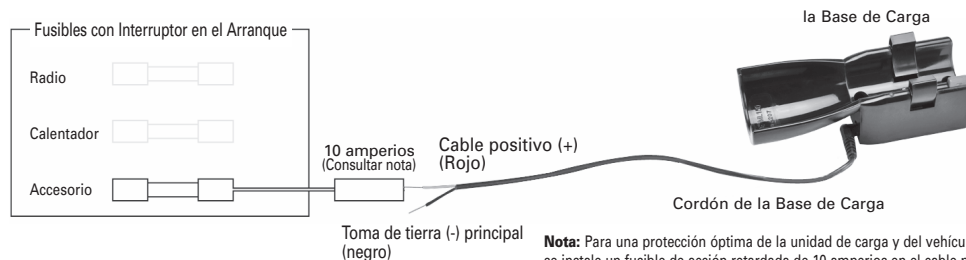 la Base de Carga
Fusibles con Interruptor en el Arranque
Radio
Calentador
Accesorio
10 amperios
(Consultar nota)
Cable positivo (+)
(Rojo)
Cordón de la Base de Carga
Toma de tierra (-) principal
(negro)
Nota: Para una protección óptima de la unidad de carga y del
se instale un fusible de acción retardada de 10 amperios en el cable